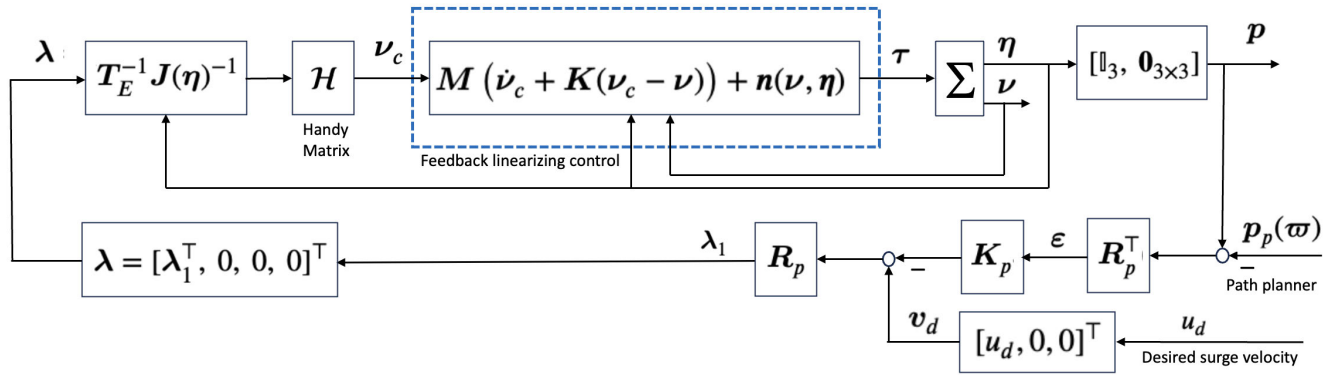 λ
T_E^{-1} J(η)^{-1}
ℋ
Handy
Matrix
ν_c
M (ν̇_c + K(ν_c − ν)) + n(ν, η)
Feedback linearizing control
τ
Σ
η
ν
[𝕀_3, 0_{3×3}]
p
λ = [λ_1^⊤, 0, 0, 0]^⊤
λ_1
R_p
−
K_p
ε
R_p^⊤
−
p_p(ϖ)
Path planner
υ_d
[u_d, 0, 0]^⊤
u_d
Desired surge velocity